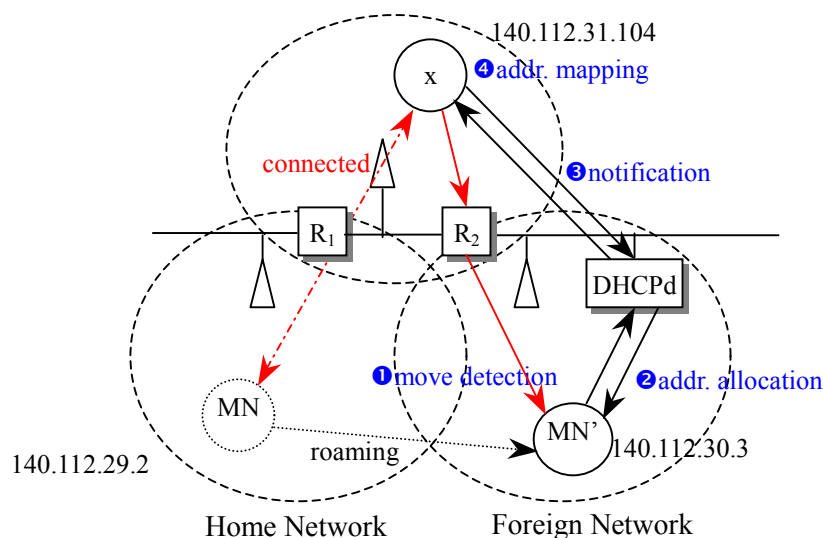 140.112.31.104
x
❹addr. mapping
connected
❸notification
R1
R2
DHCPd
❶move detection
❷addr. allocation
MN
MN’
roaming
140.112.30.3
140.112.29.2
Home Network
Foreign Network